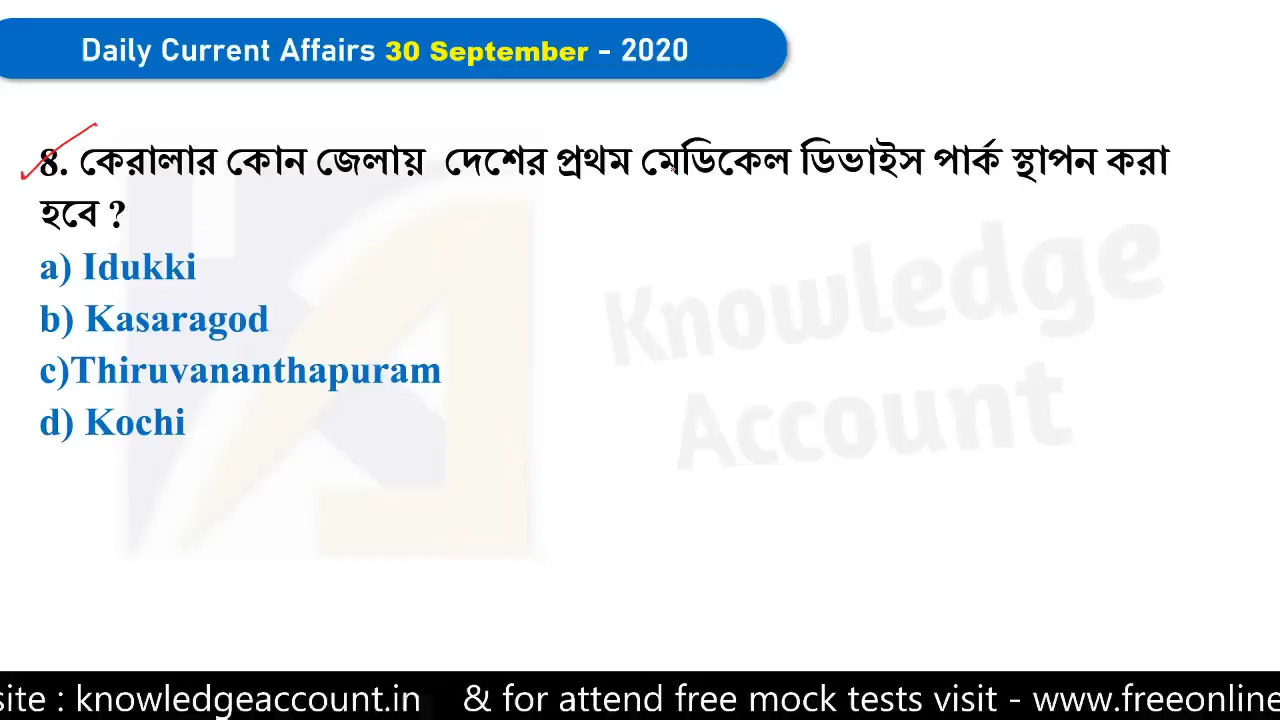 Daily Current Affairs 30 September - 2020
8. কেরালার কোন জেলায় দেশের প্রথম মেডিকেল ডিভাইস পার্ক স্থাপন করা
হবে ?
a) Idukki
b) Kasaragod
c)Thiruvananthapuram
d) Kochi
Knowledge
Account
site : knowledgeaccount.in & for attend free mock tests visit - www.freeonline